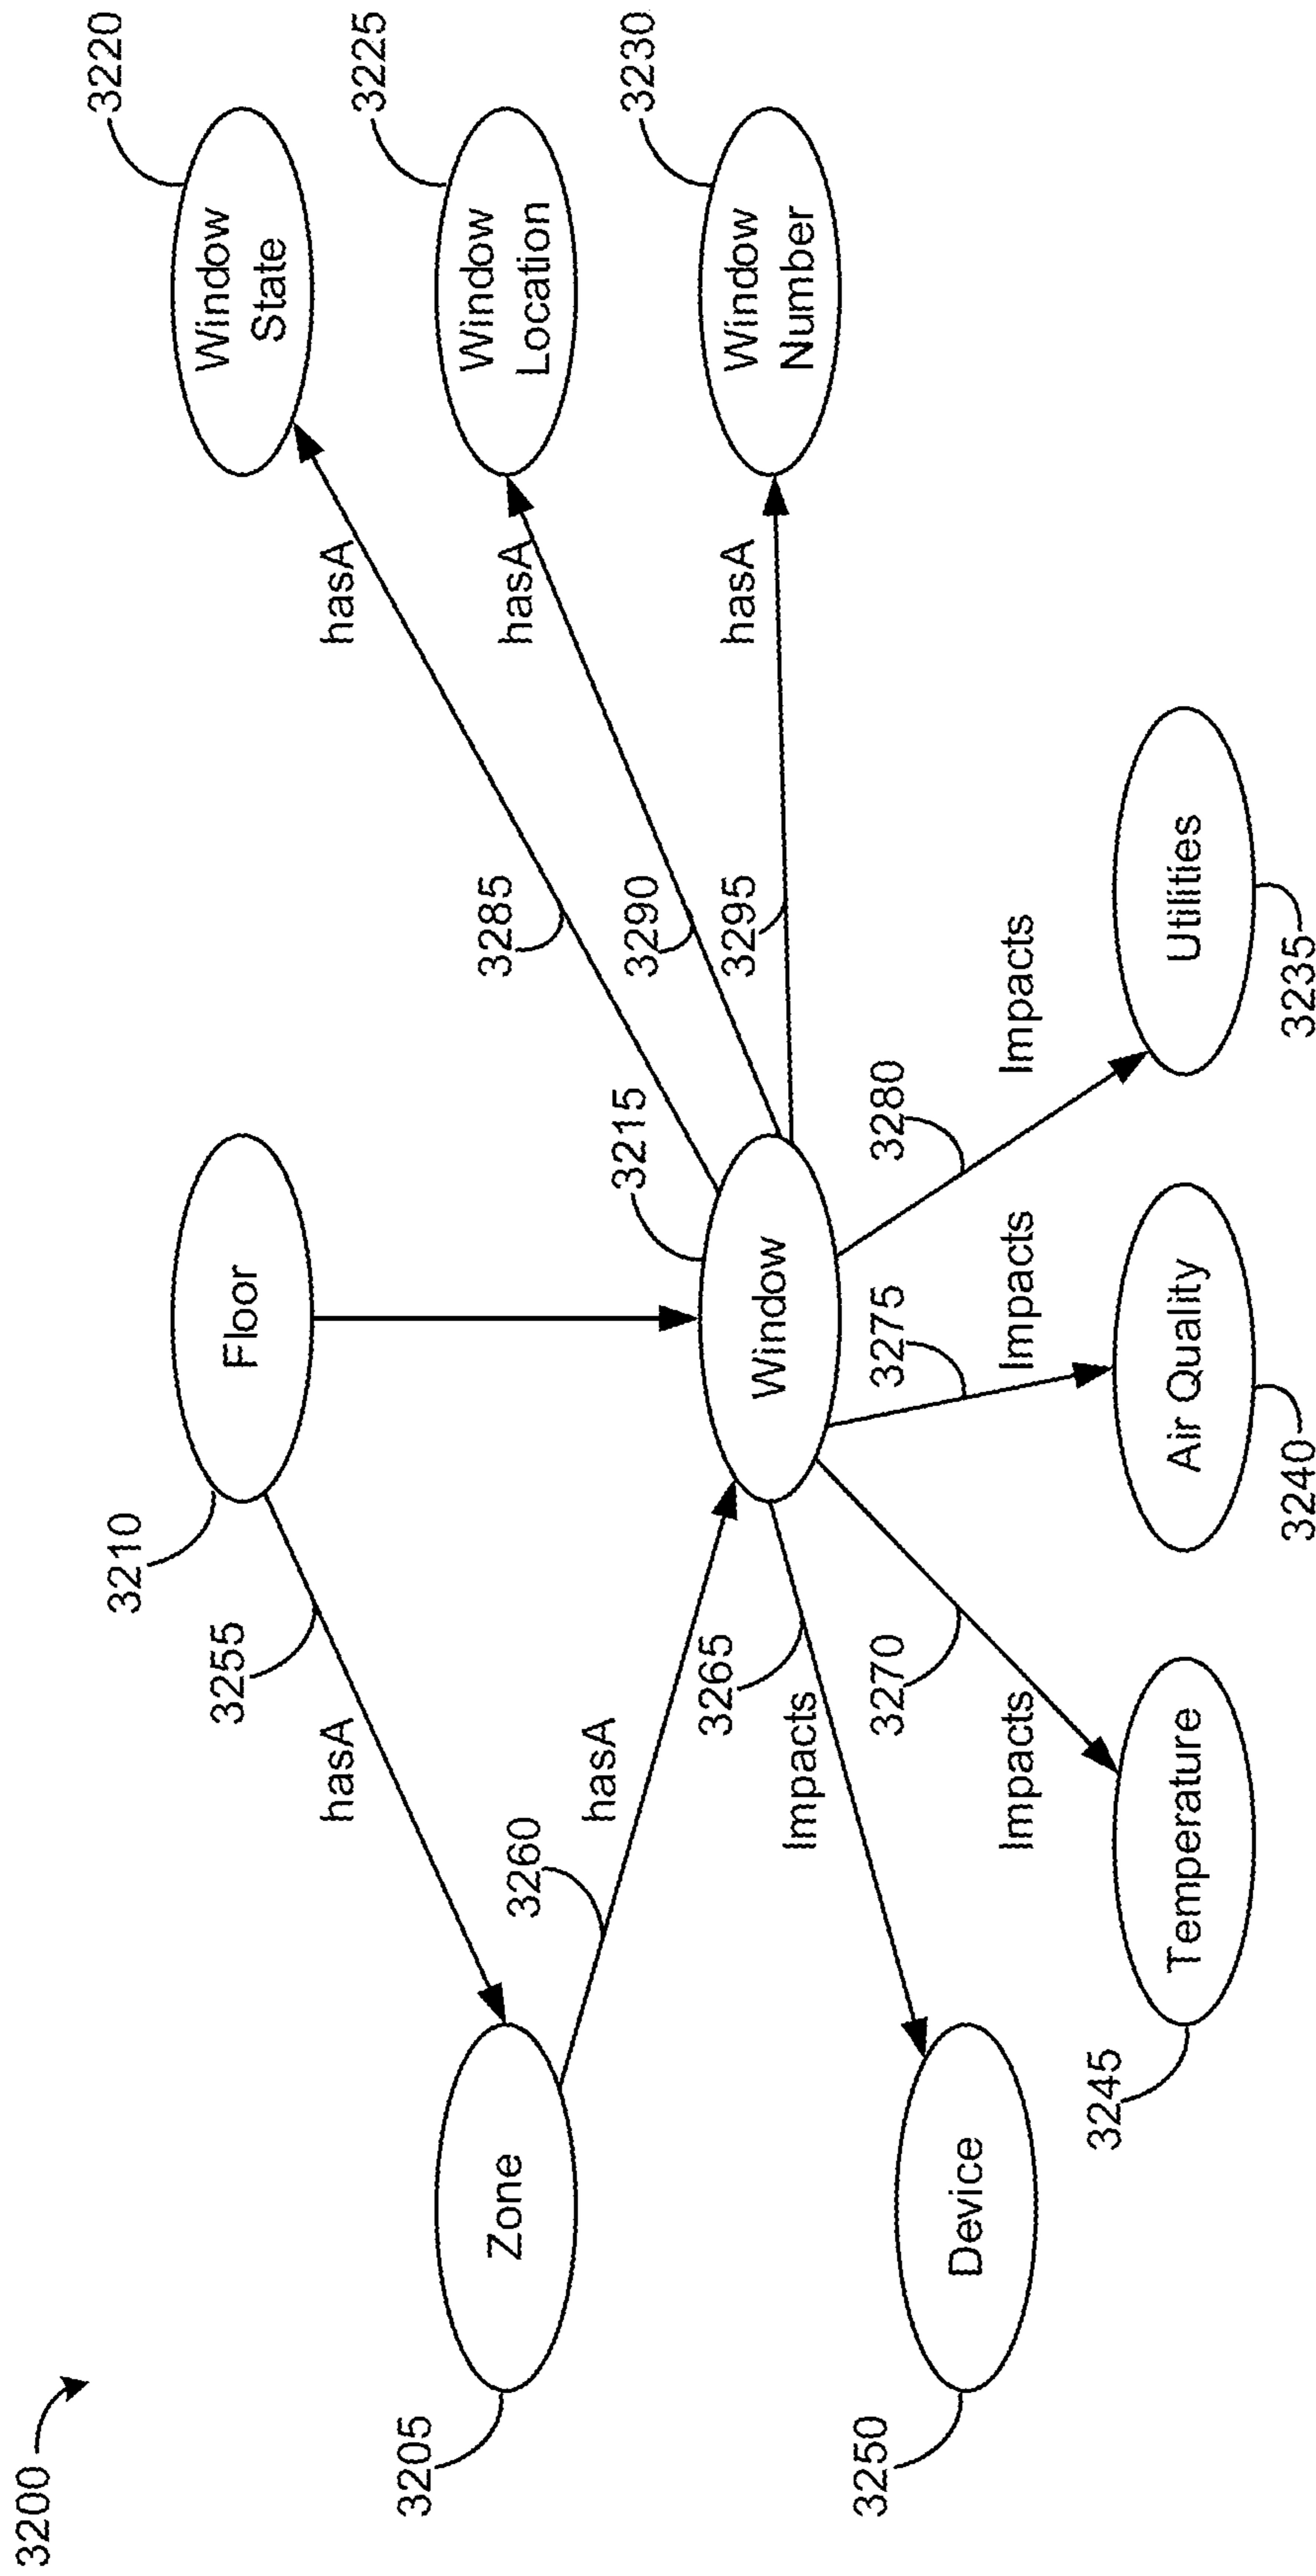 3200
3210
Floor
3220
Window
State
3255
hasA
hasA
3205
Zone
3225
Window
Location
3260
hasA
3285
hasA
3215
Window
3290
3230
Window
Number
3265
Impacts
3295
hasA
3250
Device
3270
3275
3280
Impacts
Impacts
Impacts
3245
Temperature
Air Quality
Utilities
3240
3235